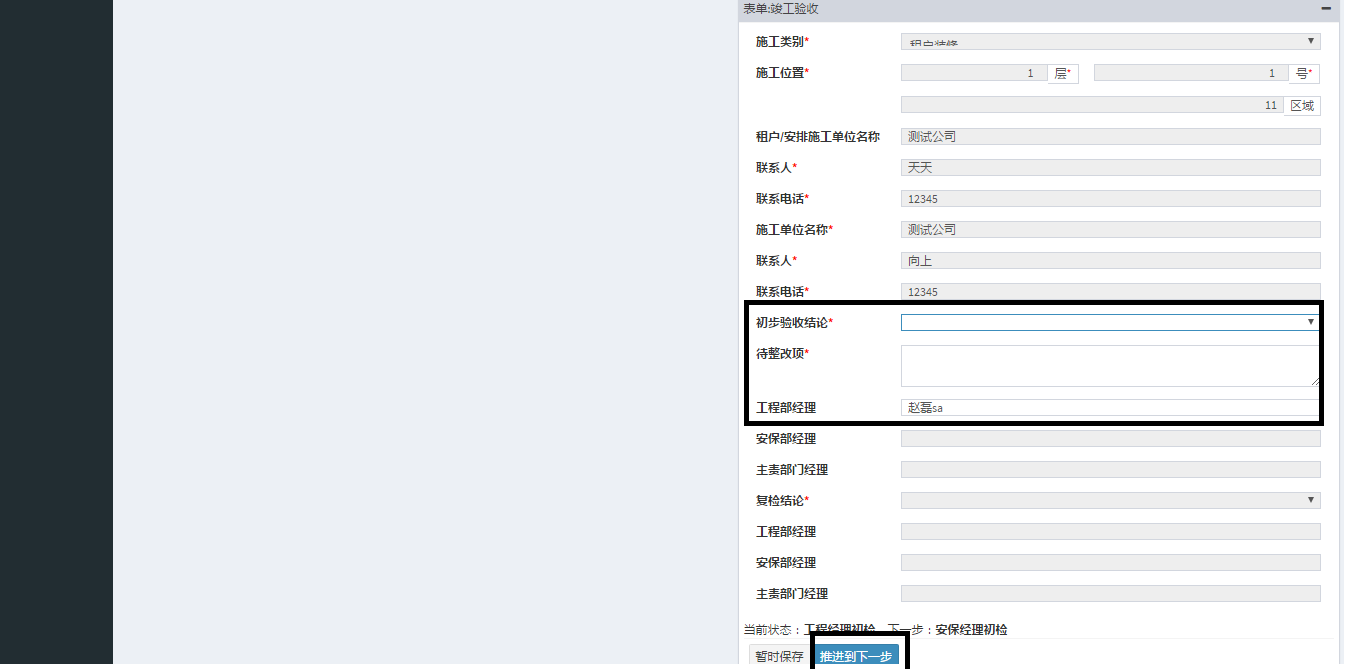 表单:竣工验收
施工类别* 租户装修
施工位置* 1 层* 1 号*
11 区域
租户/安排施工单位名称 测试公司
联系人* 天天
联系电话* 12345
施工单位名称* 测试公司
联系人* 向上
联系电话* 12345
初步验收结论*
待整改项*
工程部经理 赵磊sa
安保部经理
主责部门经理
复检结论*
工程部经理
安保部经理
主责部门经理
当前状态：工程经理初检 下一步：安保经理初检
暂时保存 推进到下一步